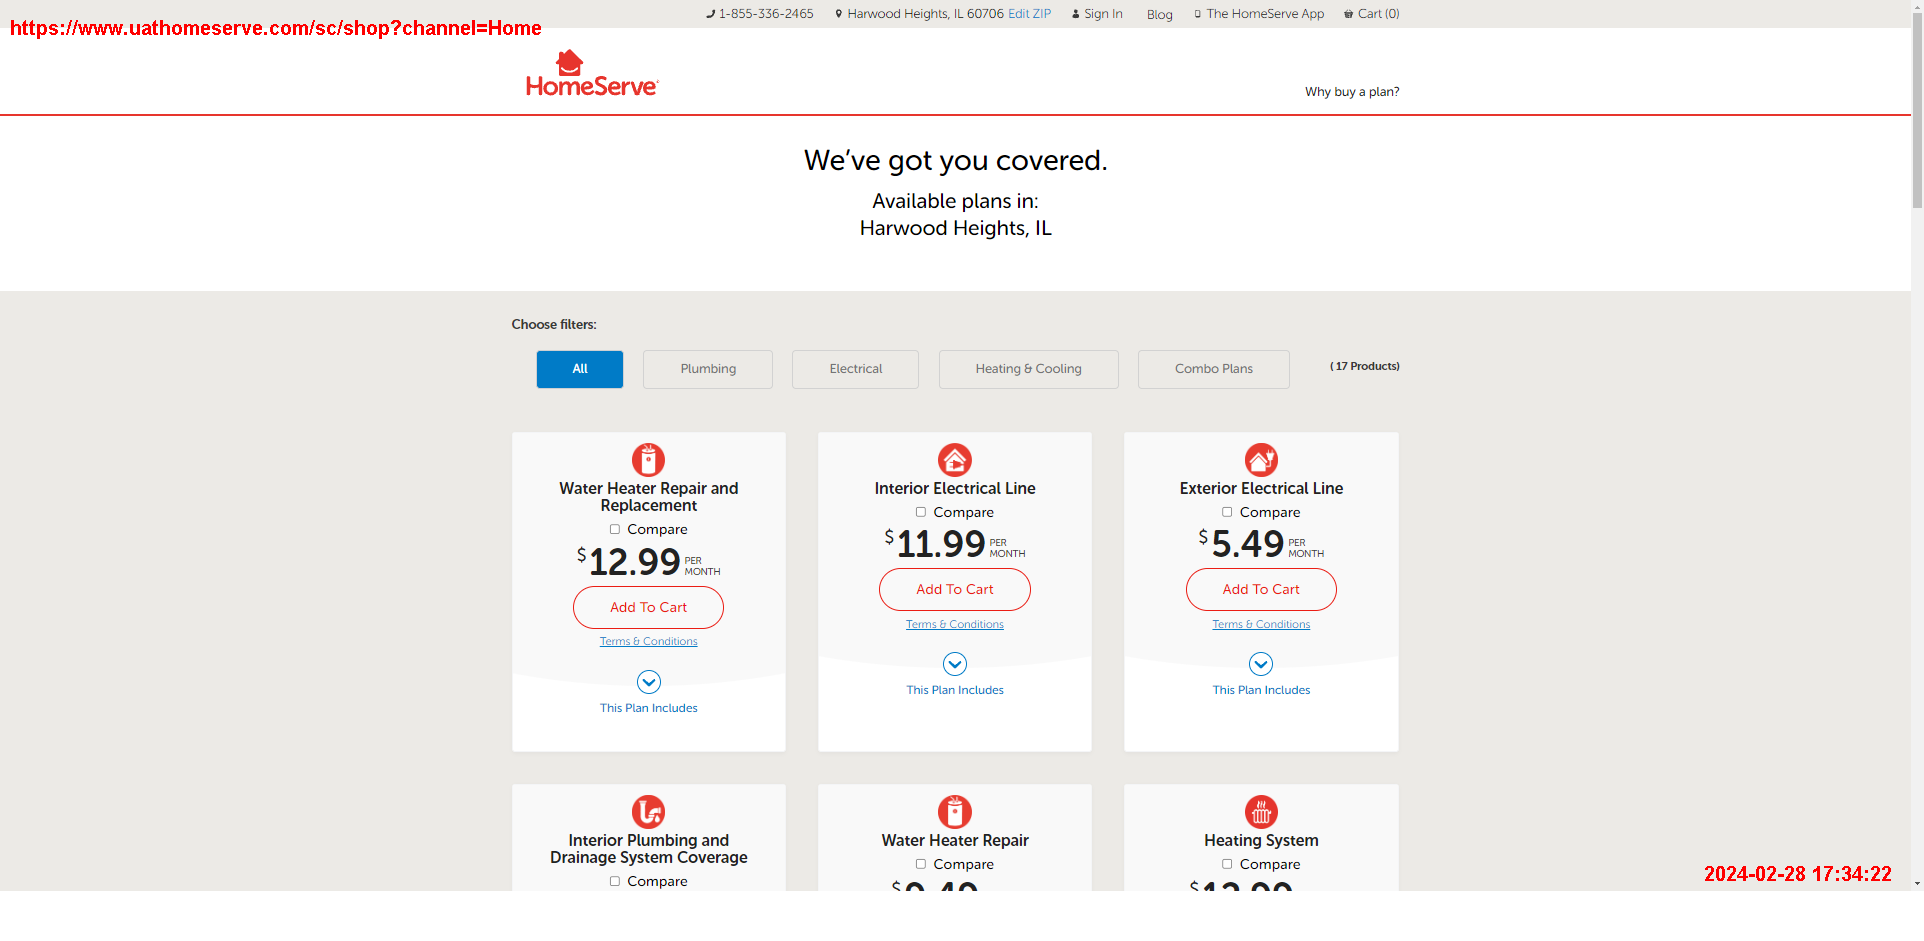 1-855-336-2465 Harwood Heights, IL 60706 Edit ZIP Sign In Blog The HomeServe App Cart (0)
https://www.uathomeserve.com/sc/shop?channel=Home
HomeServe
Why buy a plan?
We've got you covered.
Available plans in:
Harwood Heights, IL
Choose filters:
All Plumbing Electrical Heating & Cooling Combo Plans ( 17 Products)
Water Heater Repair and
Replacement
Compare
$12.99 PER
MONTH
Add To Cart
Terms & Conditions
This Plan Includes
Interior Electrical Line
Compare
$11.99 PER
MONTH
Add To Cart
Terms & Conditions
This Plan Includes
Exterior Electrical Line
Compare
$5.49 PER
MONTH
Add To Cart
Terms & Conditions
This Plan Includes
Interior Plumbing and
Drainage System Coverage
Compare
Water Heater Repair
Compare
Heating System
Compare
2024-02-28 17:34:22